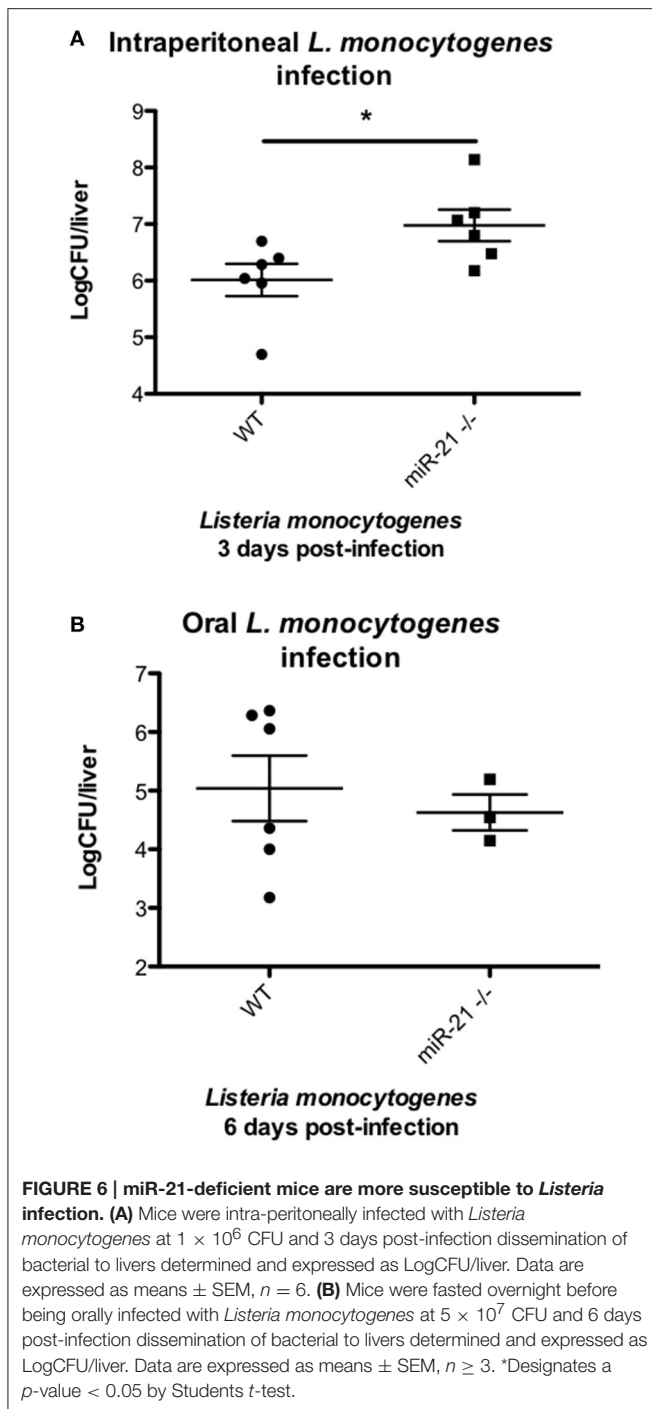 A
Intraperitoneal L. monocytogenes
infection
*
9
8
7
6
5
4
LogCFU/liver
WT
miR-21 -/-
Listeria monocytogenes
3 days post-infection
B
Oral L. monocytogenes
infection
7
6
5
4
3
2
LogCFU/liver
WT
miR-21 -/-
Listeria monocytogenes
6 days post-infection
FIGURE 6 | miR-21-deficient mice are more susceptible to Listeria
infection. (A) Mice were intra-peritoneally infected with Listeria
monocytogenes at 1 × 10⁶ CFU and 3 days post-infection dissemination of
bacterial to livers determined and expressed as LogCFU/liver. Data are
expressed as means ± SEM, n = 6. (B) Mice were fasted overnight before
being orally infected with Listeria monocytogenes at 5 × 10⁷ CFU and 6 days
post-infection dissemination of bacterial to livers determined and expressed as
LogCFU/liver. Data are expressed as means ± SEM, n ≥ 3. *Designates a
p-value < 0.05 by Students t-test.